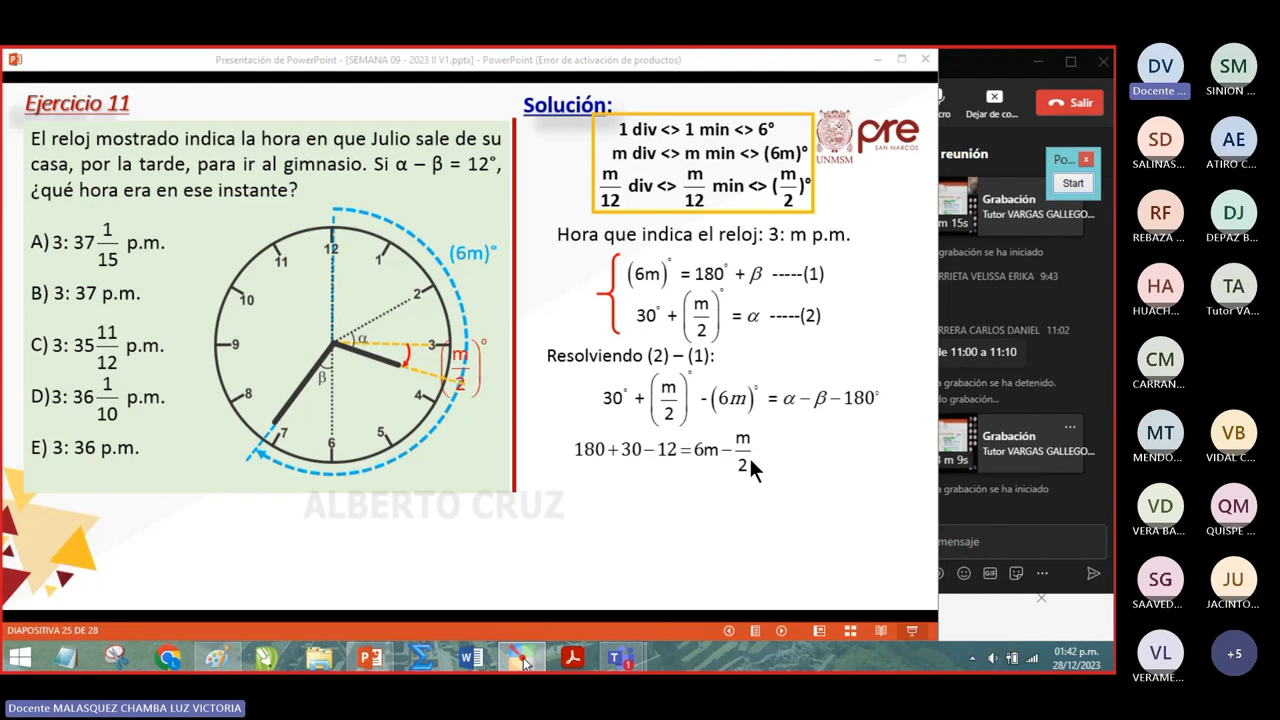 Presentación de PowerPoint - [SEMANA 09 - 2023 II V1.pptx] - PowerPoint (Error de activación de productos)
Ejercicio 11
El reloj mostrado indica la hora en que Julio sale de su
casa, por la tarde, para ir al gimnasio. Si α – β = 12°,
¿qué hora era en ese instante?
A) 3: 37 1/15 p.m.
B) 3: 37 p.m.
C) 3: 35 11/12 p.m.
D) 3: 36 1/10 p.m.
E) 3: 36 p.m.
12
1
2
3
4
5
6
7
8
9
10
11
α
β
(6m)°
(m/2)°
Solución:
1 div <> 1 min <> 6°
m div <> m min <> (6m)°
m/12 div <> m/12 min <> (m/2)°
UNMSM
pre
SAN MARCOS
Hora que indica el reloj: 3: m p.m.
(6m)° = 180° + β -----(1)
30° + (m/2)° = α -----(2)
Resolviendo (2) – (1):
30° + (m/2)° - (6m)° = α – β – 180°
180 + 30 – 12 = 6m – m/2
ALBERTO CRUZ
Dejar de co...
Salir
reunión
Po...
Start
Grabación
Tutor VARGAS GALLEGO...
m 15s
grabación se ha iniciado
RRIETA VELISSA ERIKA 9:43
RRERA CARLOS DANIEL 11:02
de 11:00 a 11:10
a grabación se ha detenido.
do grabación...
Grabación
Tutor VARGAS GALLEGO...
m 9s
a grabación se ha iniciado
mensaje
GIF
DIAPOSITIVA 25 DE 28
01:42 p.m.
28/12/2023
DV
Docente ...
SM
SINION ...
SD
SALINAS...
AE
ATIRO C...
RF
REBAZA ...
DJ
DEPAZ B...
HA
HUACH...
TA
Tutor VA...
CM
CARRAN...
MT
MENDO...
VB
VIDAL C...
VD
VERA BA...
QM
QUISPE ...
SG
SAAVED...
JU
JACINTO...
VL
VERAME...
+5
Docente MALASQUEZ CHAMBA LUZ VICTORIA